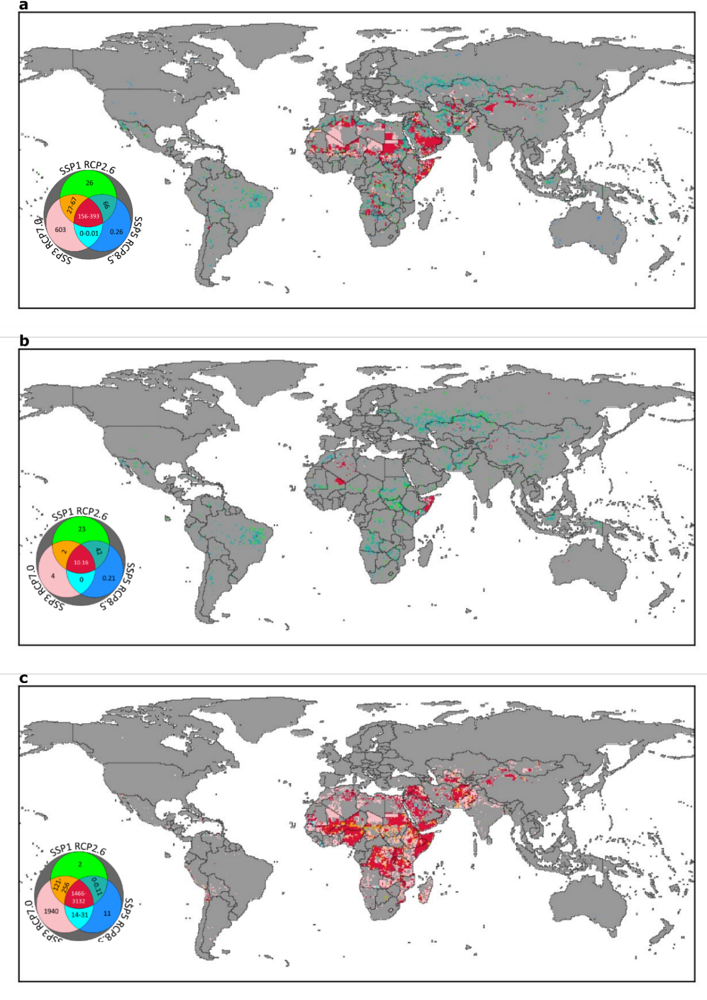 a
SSP1 RCP2.6
26
27-67
66
156-393
603
0-0.01
0.26
SSP3 RCP7.0
SSP5 RCP8.5
b
SSP1 RCP2.6
23
2
42
10.16
4
0
0.21
SSP3 RCP7.0
SSP5 RCP8.5
c
SSP1 RCP2.6
2
121-
256
0-0.11
1466-
3132
1940
14-31
11
SSP3 RCP7.0
SSP5 RCP8.5